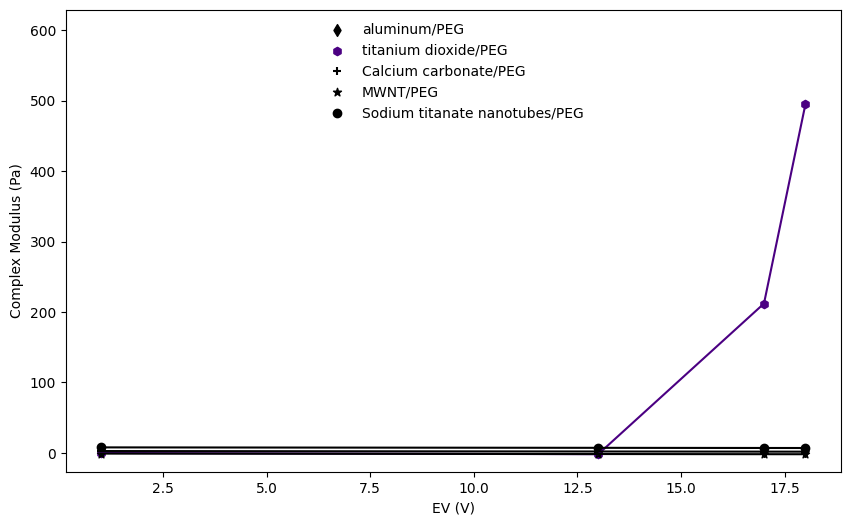 aluminum/PEG
titanium dioxide/PEG
Calcium carbonate/PEG
MWNT/PEG
Sodium titanate nanotubes/PEG
600
500
400
300
200
100
0
Complex Modulus (Pa)
2.5
5.0
7.5
10.0
12.5
15.0
17.5
EV (V)